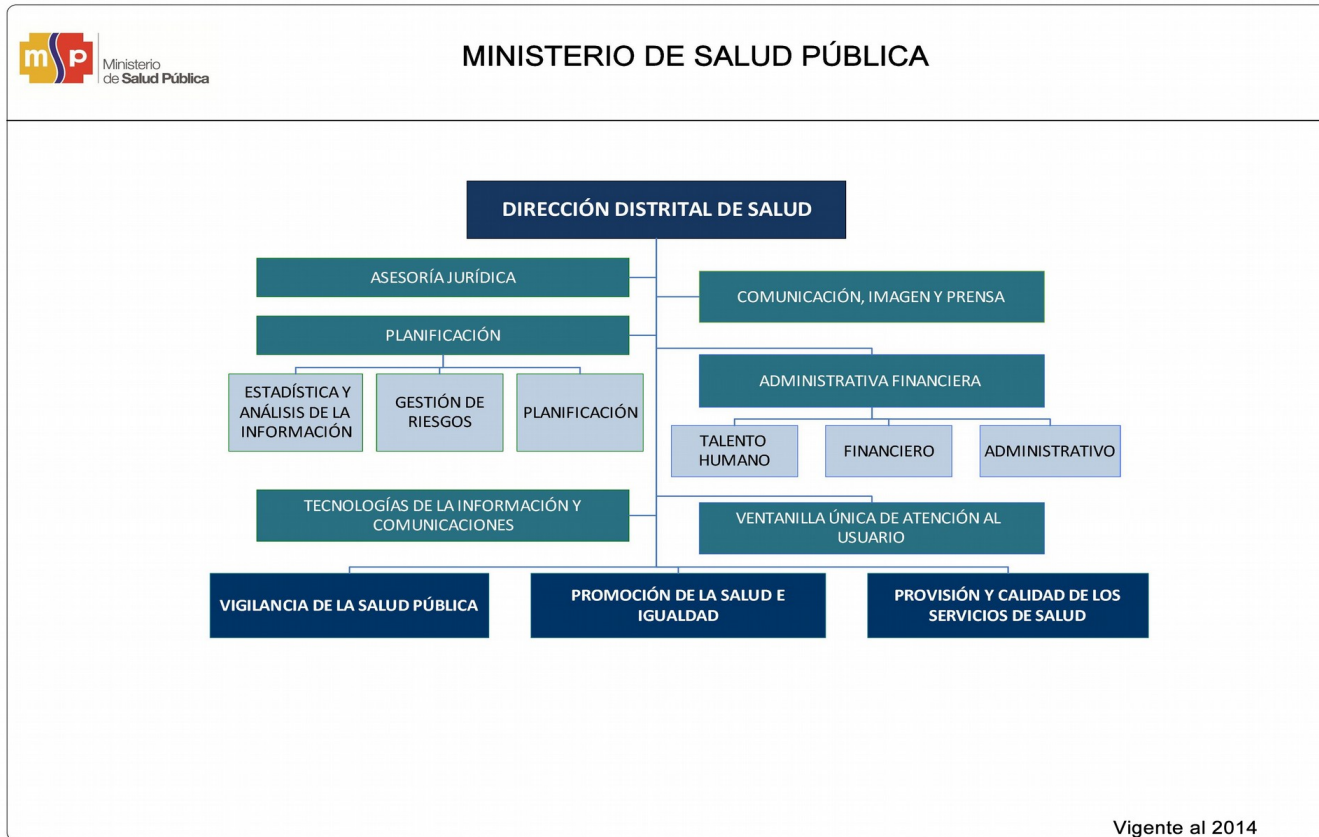 msp
Ministerio
de Salud Pública
MINISTERIO DE SALUD PÚBLICA
DIRECCIÓN DISTRITAL DE SALUD
ASESORÍA JURÍDICA
COMUNICACIÓN, IMAGEN Y PRENSA
PLANIFICACIÓN
ADMINISTRATIVA FINANCIERA
ESTADÍSTICA Y
ANÁLISIS DE LA
INFORMACIÓN
GESTIÓN DE
RIESGOS
PLANIFICACIÓN
TALENTO
HUMANO
FINANCIERO
ADMINISTRATIVO
TECNOLOGÍAS DE LA INFORMACIÓN Y
COMUNICACIONES
VENTANILLA ÚNICA DE ATENCIÓN AL
USUARIO
VIGILANCIA DE LA SALUD PÚBLICA
PROMOCIÓN DE LA SALUD E
IGUALDAD
PROVISIÓN Y CALIDAD DE LOS
SERVICIOS DE SALUD
Vigente al 2014